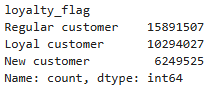 loyalty_flag
Regular customer    15891507
Loyal customer      10294027
New customer         6249525
Name: count, dtype: int64